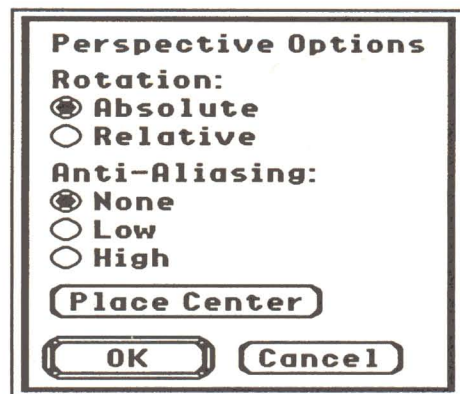 Perspective Options
Rotation:
Absolute
Relative
Anti-Aliasing:
None
Low
High
Place Center
OK Cancel